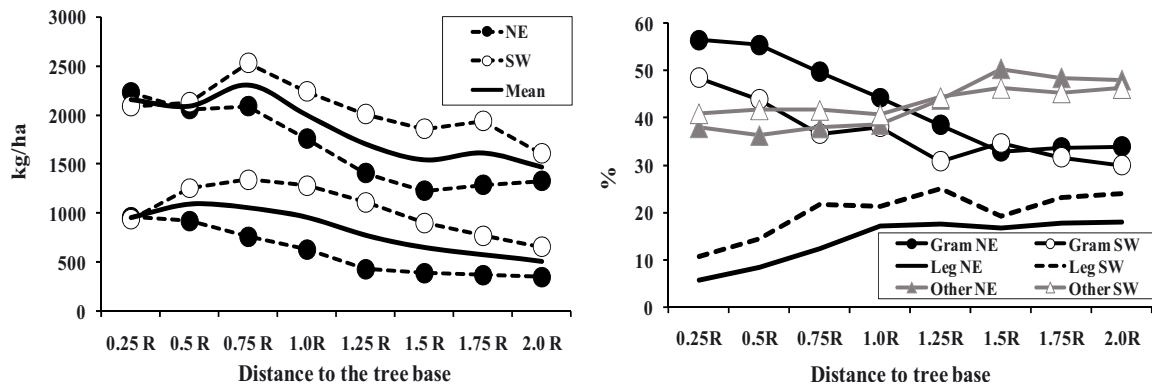 3000
2500
2000
1500
1000
500
0
kg/ha
NE
SW
Mean
0.25 R 0.5 R 0.75 R 1.0R 1.25 R 1.5 R 1.75 R 2.0 R
Distance to the tree base
60
50
40
30
20
10
0
%
Gram NE Gram SW
Leg NE Leg SW
Other NE Other SW
0.25R 0.5R 0.75R 1.0R 1.25R 1.5R 1.75R 2.0R
Distance to tree base